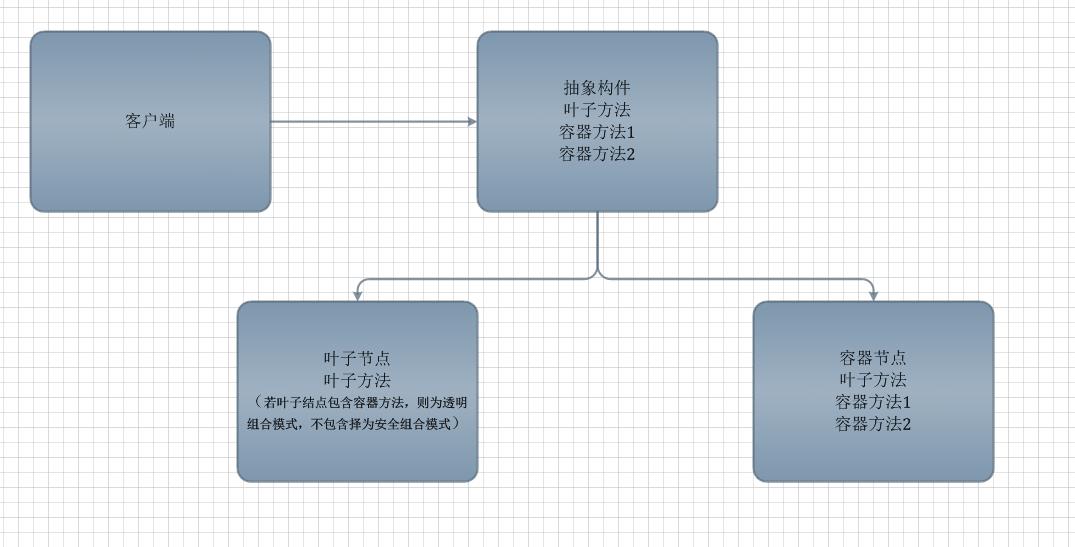 客户端
抽象构件
叶子方法
容器方法1
容器方法2
叶子节点
叶子方法
（若叶子结点包含容器方法，则为透明
组合模式，不包含择为安全组合模式）
容器节点
叶子方法
容器方法1
容器方法2